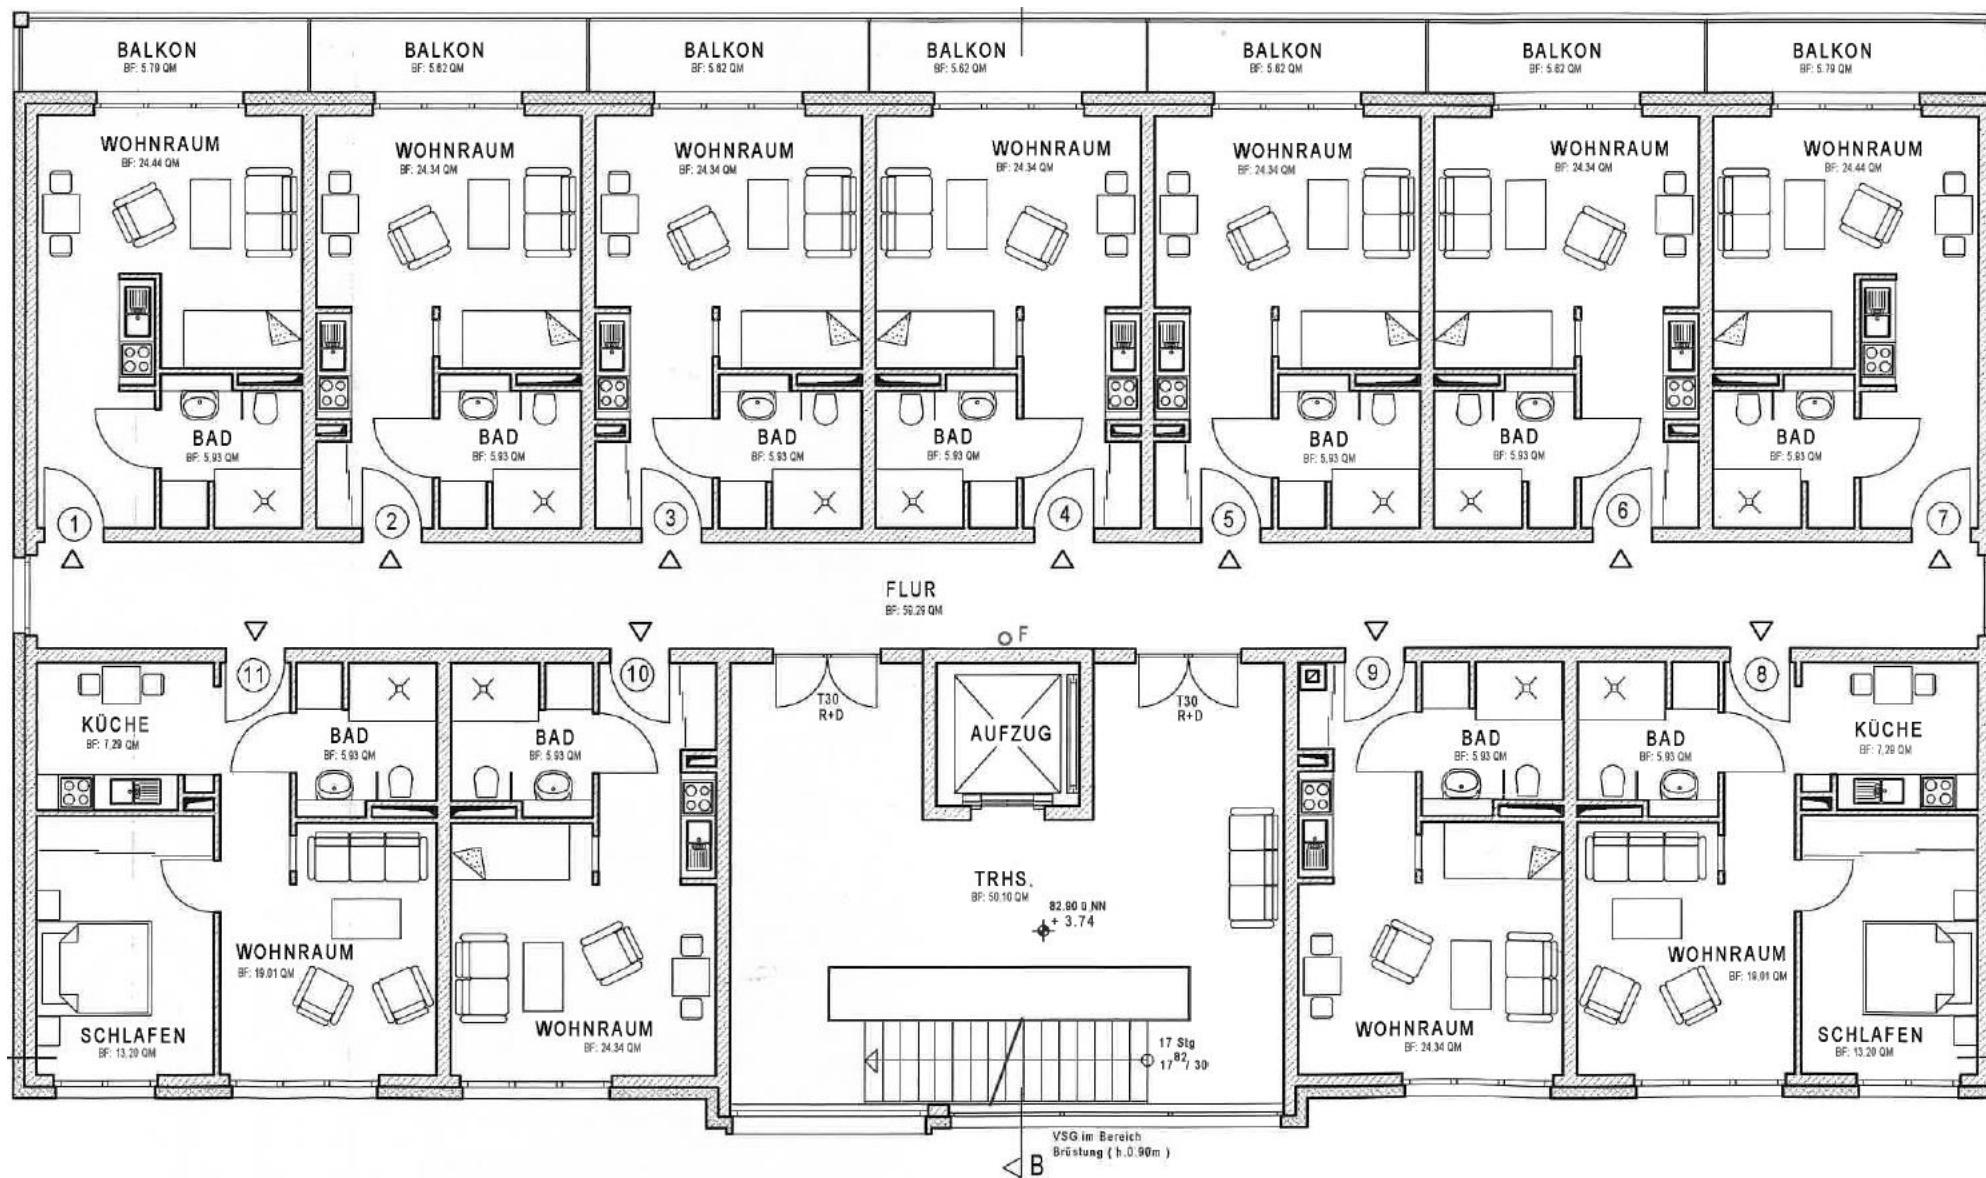 BALKON
BF: 5.79 QM
BALKON
BF: 5.62 QM
BALKON
BF: 5.62 QM
BALKON
BF: 5.62 QM
BALKON
BF: 5.62 QM
BALKON
BF: 5.62 QM
BALKON
BF: 5.79 QM
WOHNRAUM
BF: 24.44 QM
WOHNRAUM
BF: 24.34 QM
WOHNRAUM
BF: 24.34 QM
WOHNRAUM
BF: 24.34 QM
WOHNRAUM
BF: 24.34 QM
WOHNRAUM
BF: 24.34 QM
WOHNRAUM
BF: 24.44 QM
BAD
BF: 5.93 QM
BAD
BF: 5.93 QM
BAD
BF: 5.93 QM
BAD
BF: 5.93 QM
BAD
BF: 5.93 QM
BAD
BF: 5.93 QM
BAD
BF: 5.93 QM
1
2
3
4
5
6
7
FLUR
BF: 59.29 QM
F
11
10
9
8
KÜCHE
BF: 7.29 QM
BAD
BF: 5.93 QM
BAD
BF: 5.93 QM
T30
R+D
AUFZUG
T30
R+D
BAD
BF: 5.93 QM
BAD
BF: 5.93 QM
KÜCHE
BF: 7.29 QM
TRHS.
BF: 50.10 QM
82.90 ü.NN
+ 3.74
WOHNRAUM
BF: 19.01 QM
WOHNRAUM
BF: 24.34 QM
WOHNRAUM
BF: 24.34 QM
WOHNRAUM
BF: 19.01 QM
SCHLAFEN
BF: 13.20 QM
SCHLAFEN
BF: 13.20 QM
17 Stg
17 82/ 30
VSG im Bereich
Brüstung ( h.0.90m )
B